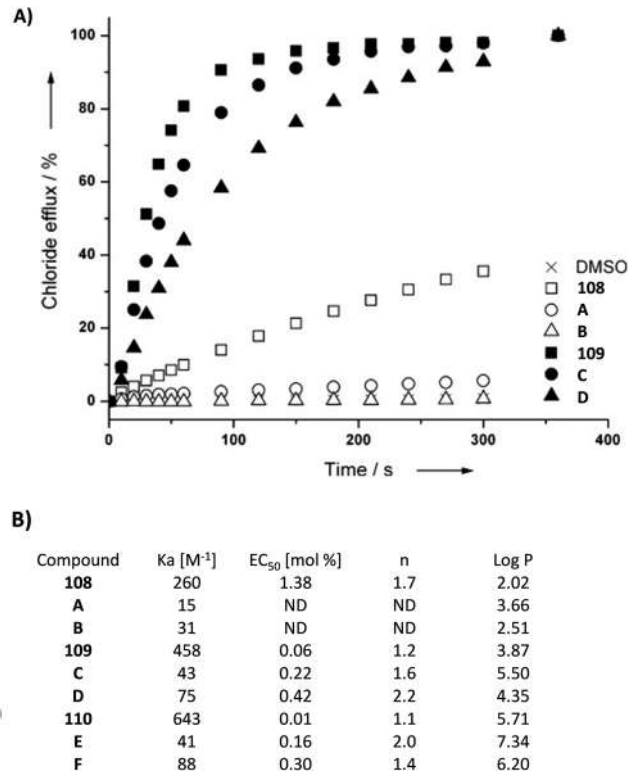 A)
Chloride efflux / %
100
80
60
40
20
0
0 100 200 300 400
Time / s
DMSO
108
A
B
109
C
D
B)
Compound Ka [M⁻¹] EC₅₀ [mol %] n Log P
108 260 1.38 1.7 2.02
A 15 ND ND 3.66
B 31 ND ND 2.51
109 458 0.06 1.2 3.87
C 43 0.22 1.6 5.50
D 75 0.42 2.2 4.35
110 643 0.01 1.1 5.71
E 41 0.16 2.0 7.34
F 88 0.30 1.4 6.20